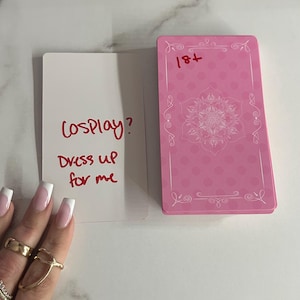 Cosplay?
Dress up
for me
18+